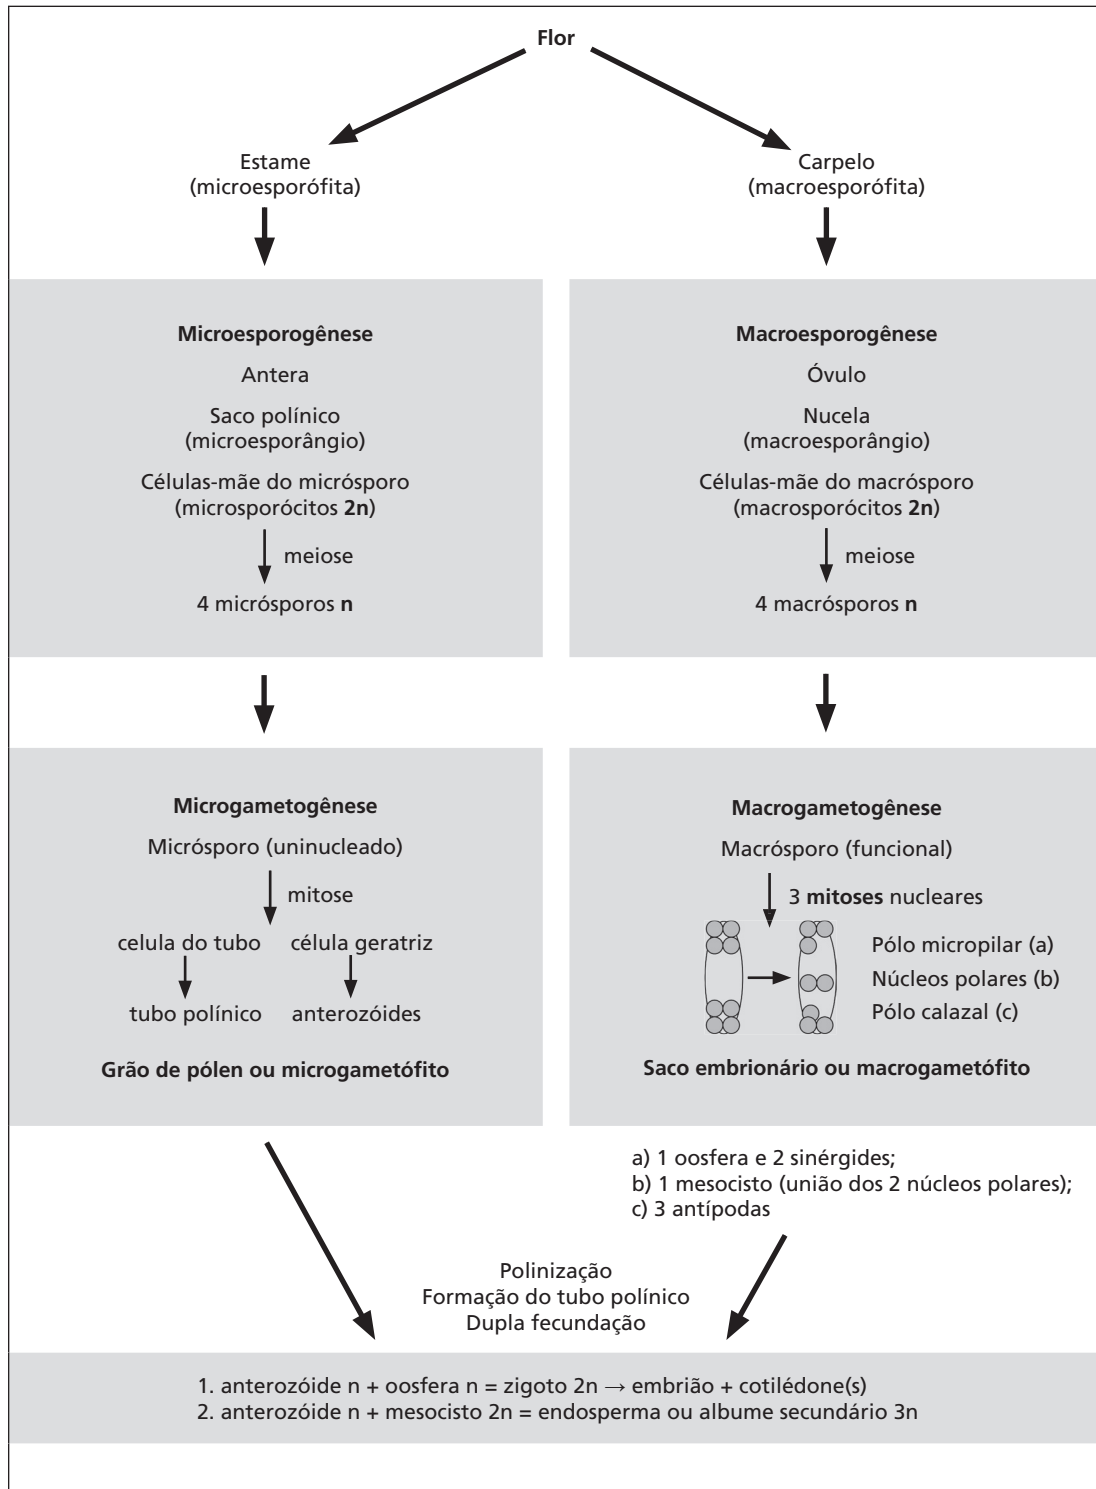 Flor
Estame
(microesporófita)
Carpelo
(macroesporófita)
Microesporogênese
Antera
Saco polínico
(microesporângio)
Células-mãe do micrósporo
(microsporócitos 2n)
meiose
4 micrósporos n
Macroesporogênese
Óvulo
Nucela
(macroesporângio)
Células-mãe do macrósporo
(macrosporócitos 2n)
meiose
4 macrósporos n
Microgametogênese
Micrósporo (uninucleado)
mitose
celula do tubo
célula geratriz
tubo polínico
anterozóides
Grão de pólen ou microgametófito
Macrogametogênese
Macrósporo (funcional)
3 mitoses nucleares
Pólo micropilar (a)
Núcleos polares (b)
Pólo calazal (c)
Saco embrionário ou macrogametófito
a) 1 oosfera e 2 sinérgides;
b) 1 mesocisto (união dos 2 núcleos polares);
c) 3 antípodas
Polinização
Formação do tubo polínico
Dupla fecundação
1. anterozóide n + oosfera n = zigoto 2n → embrião + cotilédone(s)
2. anterozóide n + mesocisto 2n = endosperma ou albume secundário 3n